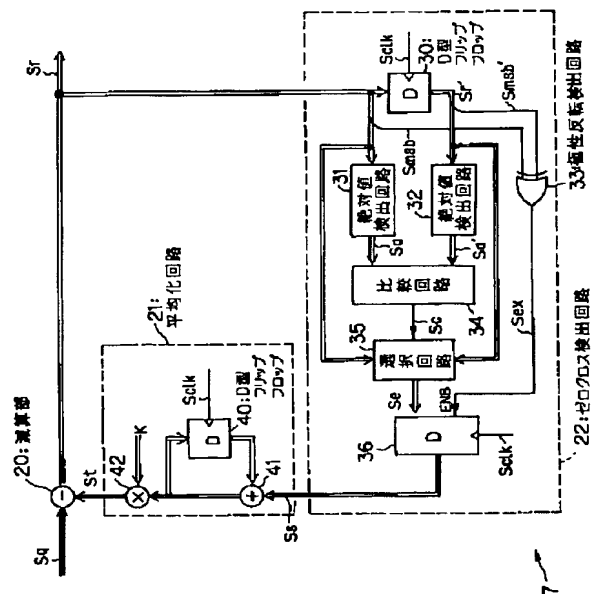 Sq
20:減算部
Sr
St
K
42
×
21:
平均化回路
Sclk
D
40:D型
フリップ
フロップ
+
41
Ss
Sclk
D
30:
D型
フリップ
フロップ
Sr'
Smsb
Smsb'
31
絶対値
検出回路
32
絶対値
検出回路
Sa
Sa'
比較回路
34
Sc
35
選択回路
Se
ENB
Sex
36
D
Sclk
33:極性反転検出回路
22:ゼロクロス検出回路
7